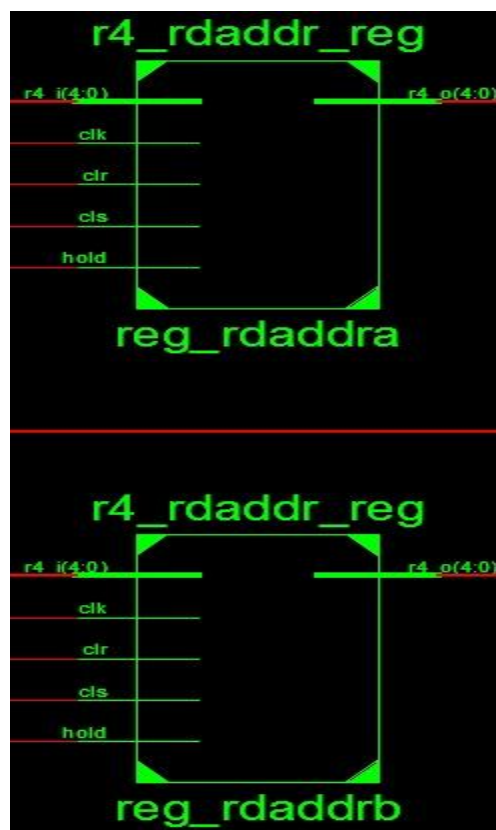 r4_rdaddr_reg
r4_i(4:0) r4_o(4:0)
clk
clr
cls
hold
reg_rdaddra
r4_rdaddr_reg
r4_i(4:0) r4_o(4:0)
clk
clr
cls
hold
reg_rdaddrb